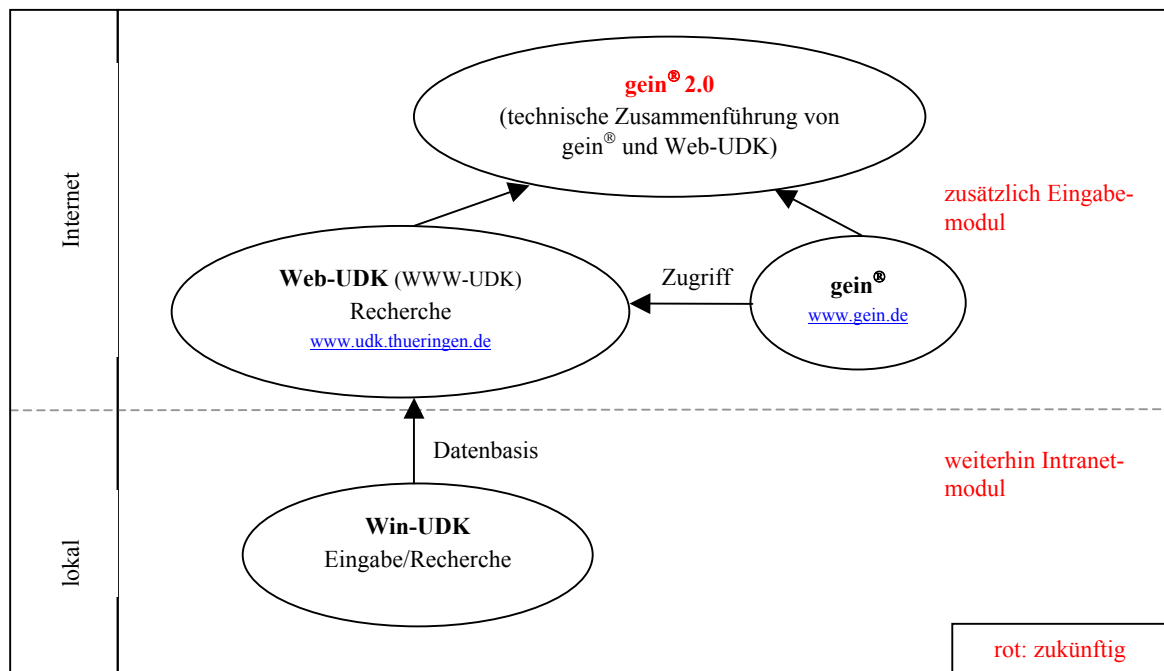 Internet
gein® 2.0
(technische Zusammenführung von
gein® und Web-UDK)
zusätzlich Eingabe-
modul
Web-UDK (WWW-UDK)
Recherche
www.udk.thueringen.de
Zugriff
gein®
www.gein.de
lokal
Datenbasis
weiterhin Intranet-
modul
Win-UDK
Eingabe/Recherche
rot: zukünftig